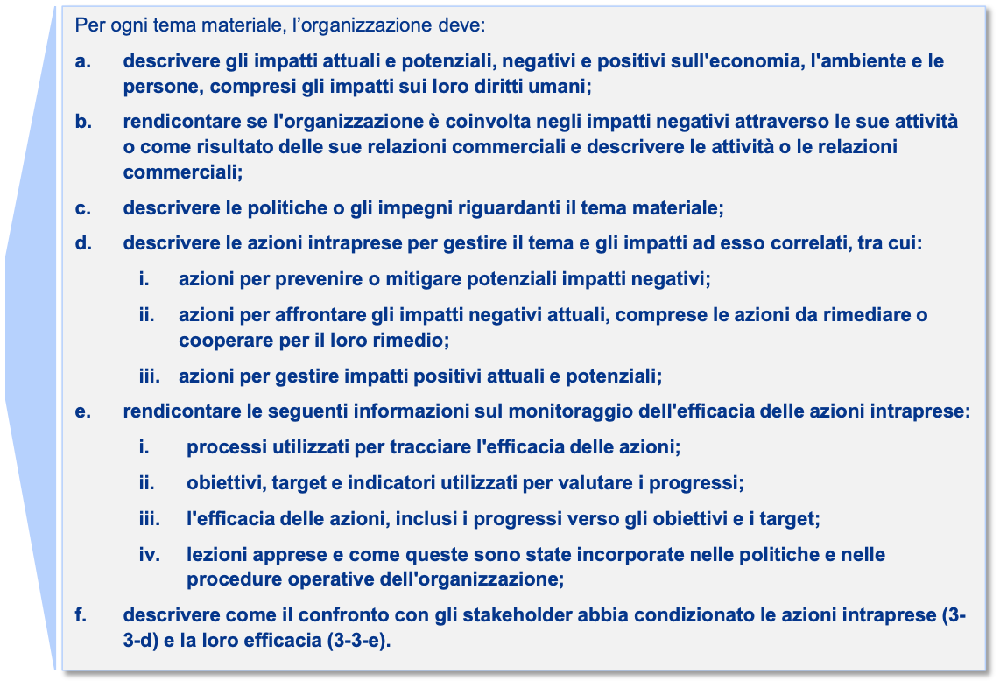 Per ogni tema materiale, l’organizzazione deve:
a. descrivere gli impatti attuali e potenziali, negativi e positivi sull'economia, l'ambiente e le
persone, compresi gli impatti sui loro diritti umani;
b. rendicontare se l'organizzazione è coinvolta negli impatti negativi attraverso le sue attività
o come risultato delle sue relazioni commerciali e descrivere le attività o le relazioni
commerciali;
c. descrivere le politiche o gli impegni riguardanti il tema materiale;
d. descrivere le azioni intraprese per gestire il tema e gli impatti ad esso correlati, tra cui:
i. azioni per prevenire o mitigare potenziali impatti negativi;
ii. azioni per affrontare gli impatti negativi attuali, comprese le azioni da rimediare o
cooperare per il loro rimedio;
iii. azioni per gestire impatti positivi attuali e potenziali;
e. rendicontare le seguenti informazioni sul monitoraggio dell'efficacia delle azioni intraprese:
i. processi utilizzati per tracciare l'efficacia delle azioni;
ii. obiettivi, target e indicatori utilizzati per valutare i progressi;
iii. l'efficacia delle azioni, inclusi i progressi verso gli obiettivi e i target;
iv. lezioni apprese e come queste sono state incorporate nelle politiche e nelle
procedure operative dell'organizzazione;
f. descrivere come il confronto con gli stakeholder abbia condizionato le azioni intraprese (3-
3-d) e la loro efficacia (3-3-e).